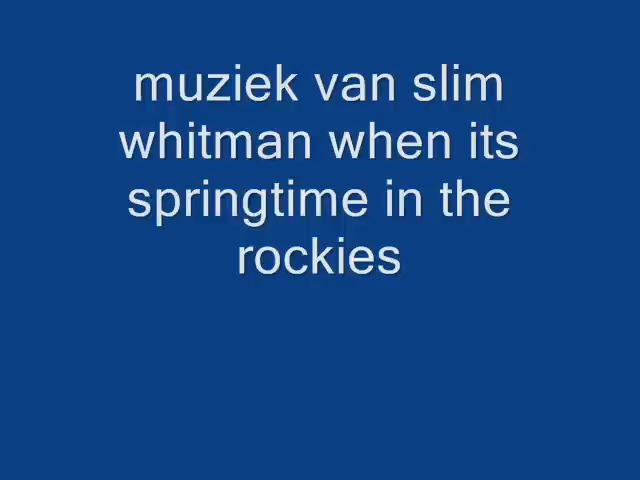 muziek van slim
whitman when its
springtime in the
rockies